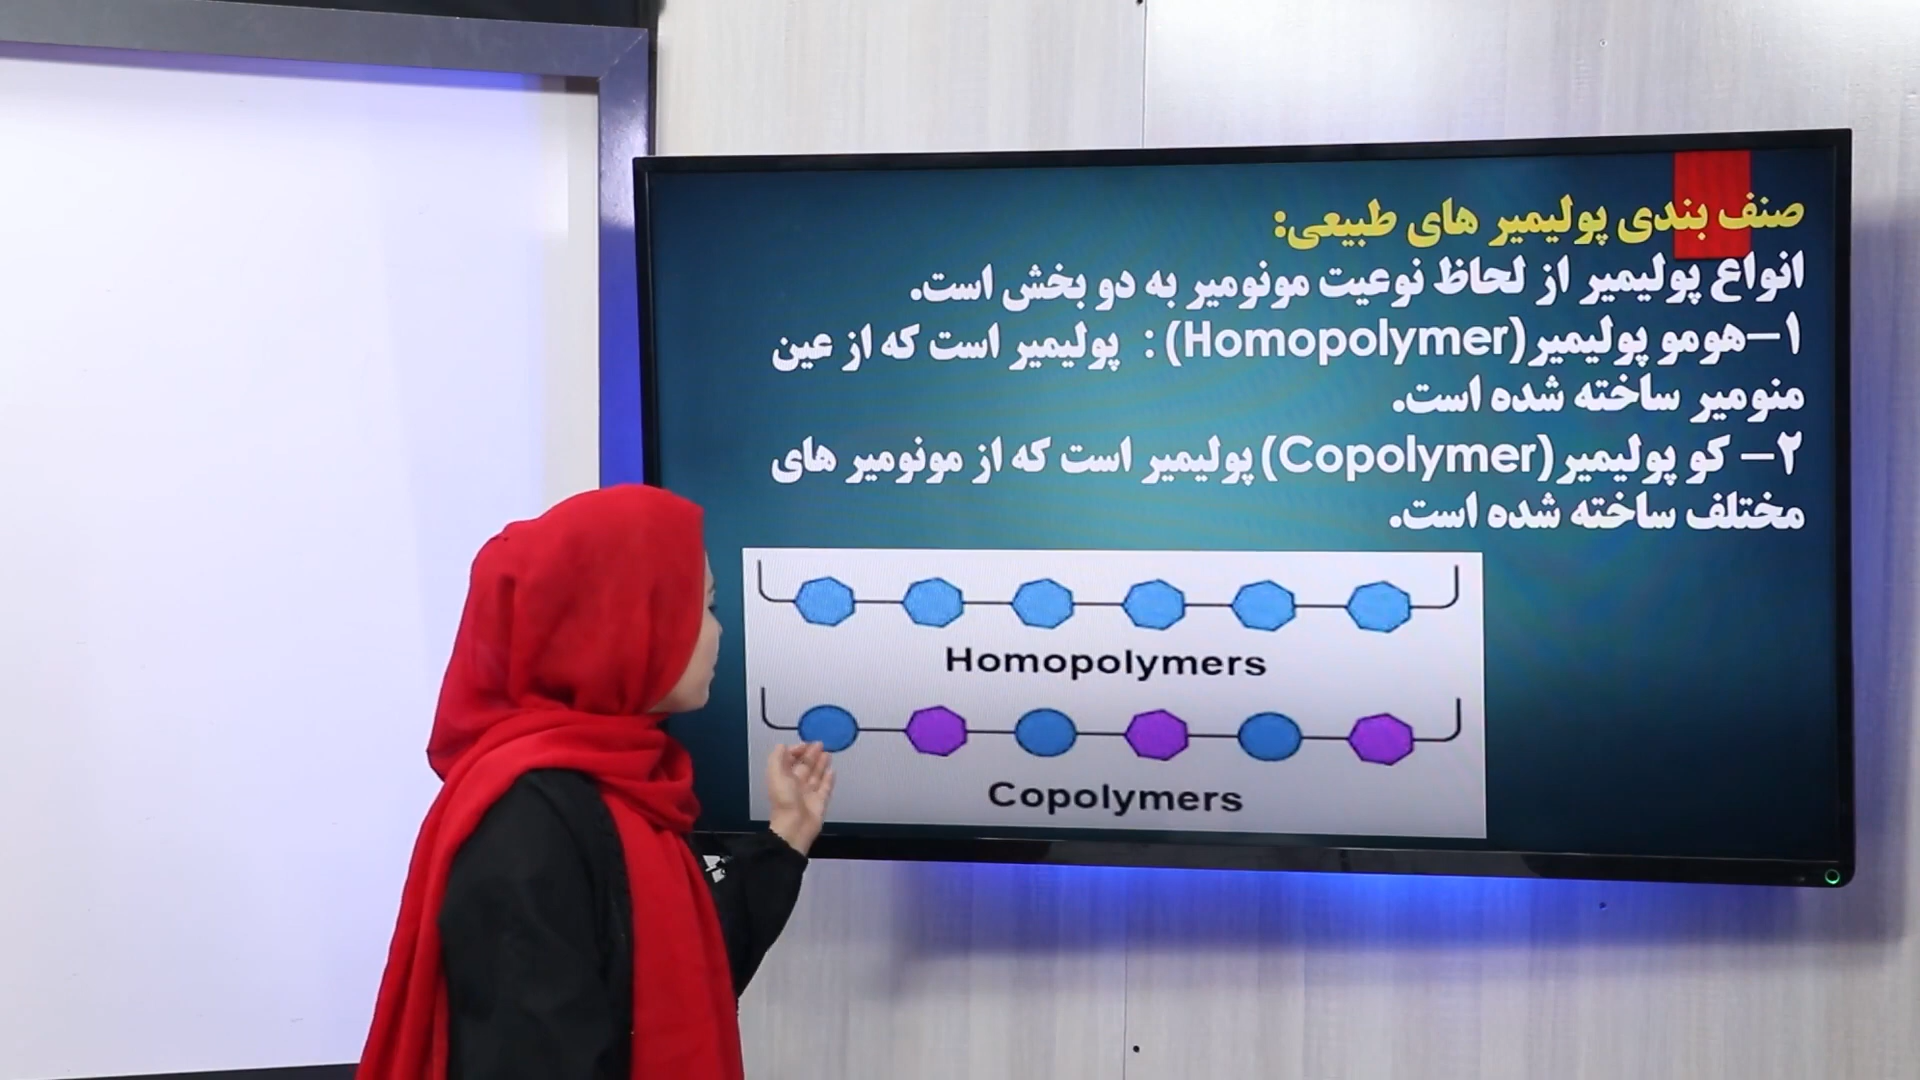 صنف بندی پولیمیر های طبیعی:
انواع پولیمیر از لحاظ نوعیت مونومیر به دو بخش است.
۱-هومو پولیمیر(Homopolymer) : پولیمیر است که از عین
منومیر ساخته شده است.
۲- کو پولیمیر(Copolymer) پولیمیر است که از مونومیر های
مختلف ساخته شده است.
Homopolymers
Copolymers